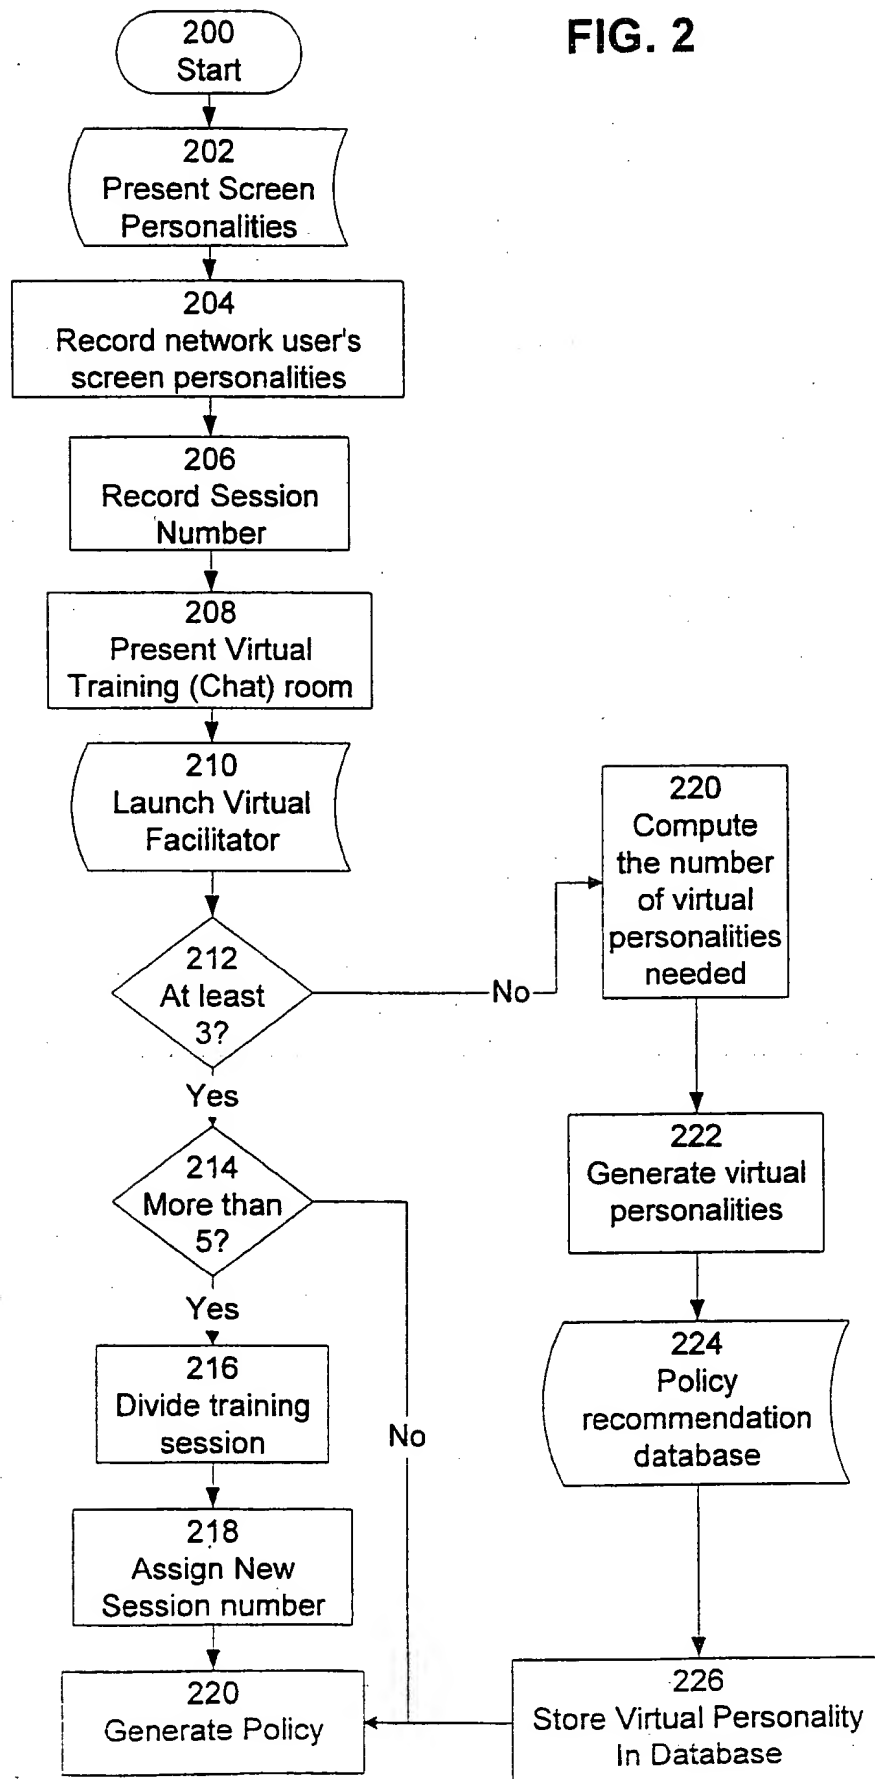 FIG. 2
200
Start
202
Present Screen
Personalities
204
Record network user's
screen personalities
206
Record Session
Number
208
Present Virtual
Training (Chat) room
210
Launch Virtual
Facilitator
212
At least
3?
No
Yes
214
More than
5?
Yes
No
216
Divide training
session
218
Assign New
Session number
220
Generate Policy
220
Compute
the number
of virtual
personalities
needed
222
Generate virtual
personalities
224
Policy
recommendation
database
226
Store Virtual Personality
In Database